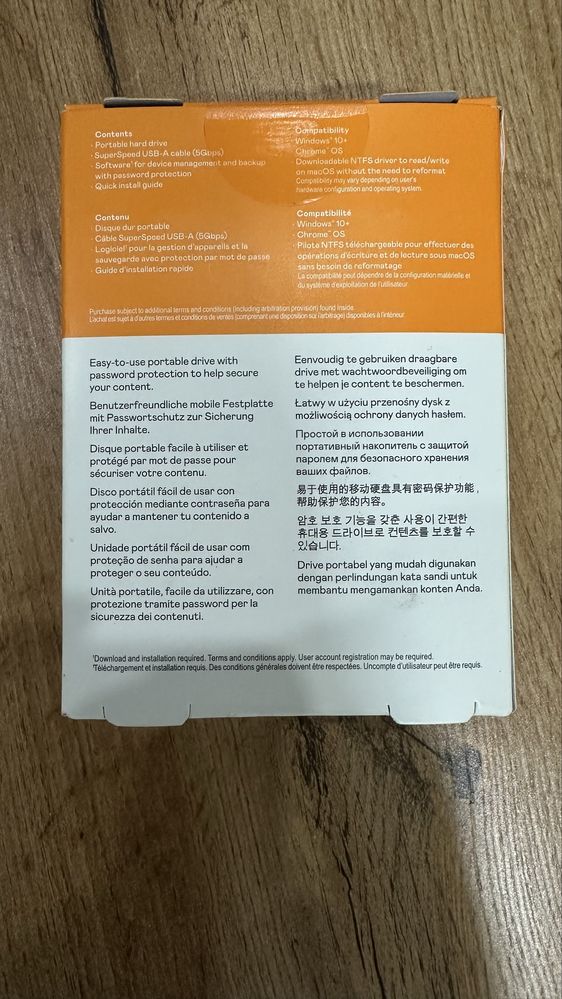 Contents
· Portable hard drive
· SuperSpeed USB-A cable (5Gbps)
· Software¹ for device management and backup
with password protection
· Quick install guide
Compatibility
· Windows® 10+
· Chrome™ OS
Downloadable NTFS driver to read/write
on macOS without the need to reformat
Compatibility may vary depending on user's
hardware configuration and operating system.
Contenu
· Disque dur portable
· Câble SuperSpeed USB-A (5Gbps)
· Logiciel¹ pour la gestion d'appareils et la
sauvegarde avec protection par mot de passe
· Guide d'installation rapide
Compatibilité
· Windows® 10+
· Chrome™ OS
· Pilote NTFS téléchargeable pour effectuer des
opérations d'écriture et de lecture sous macOS
sans besoin de reformatage
La compatibilité peut dépendre de la configuration matérielle et
du système d'exploitation de l'utilisateur
Purchase subject to additional terms and conditions (including arbitration provision) found inside.
L'achat est sujet à d'autres termes et conditions de ventes (comprenant une disposition sur l'arbitrage) disponibles à l'intérieur
Easy-to-use portable drive with
password protection to help secure
your content.
Benutzerfreundliche mobile Festplatte
mit Passwortschutz zur Sicherung
Ihrer Inhalte.
Disque portable facile à utiliser et
protégé par mot de passe pour
sécuriser votre contenu.
Disco portátil fácil de usar con
protección mediante contraseña para
ayudar a mantener tu contenido a
salvo.
Unidade portátil fácil de usar com
proteção de senha para ajudar a
proteger o seu conteúdo.
Unità portatile, facile da utilizzare, con
protezione tramite password per la
sicurezza dei contenuti.
Eenvoudig te gebruiken draagbare
drive met wachtwoordbeveiliging om
te helpen je content te beschermen.
Łatwy w użyciu przenośny dysk z
możliwością ochrony danych hasłem.
Простой в использовании
портативный накопитель с защитой
паролем для безопасного хранения
ваших файлов.
易于使用的移动硬盘具有密码保护功能，
帮助保护您的内容。
암호 보호 기능을 갖춘 사용이 간편한
휴대용 드라이브로 컨텐츠를 보호할 수
있습니다.
Drive portabel yang mudah digunakan
dengan perlindungan kata sandi untuk
membantu mengamankan konten Anda.
¹Download and installation required. Terms and conditions apply. User account registration may be required.
¹Téléchargement et installation requis. Des conditions générales doivent être respectées. Uncompte d'utilisateur peut être requis.